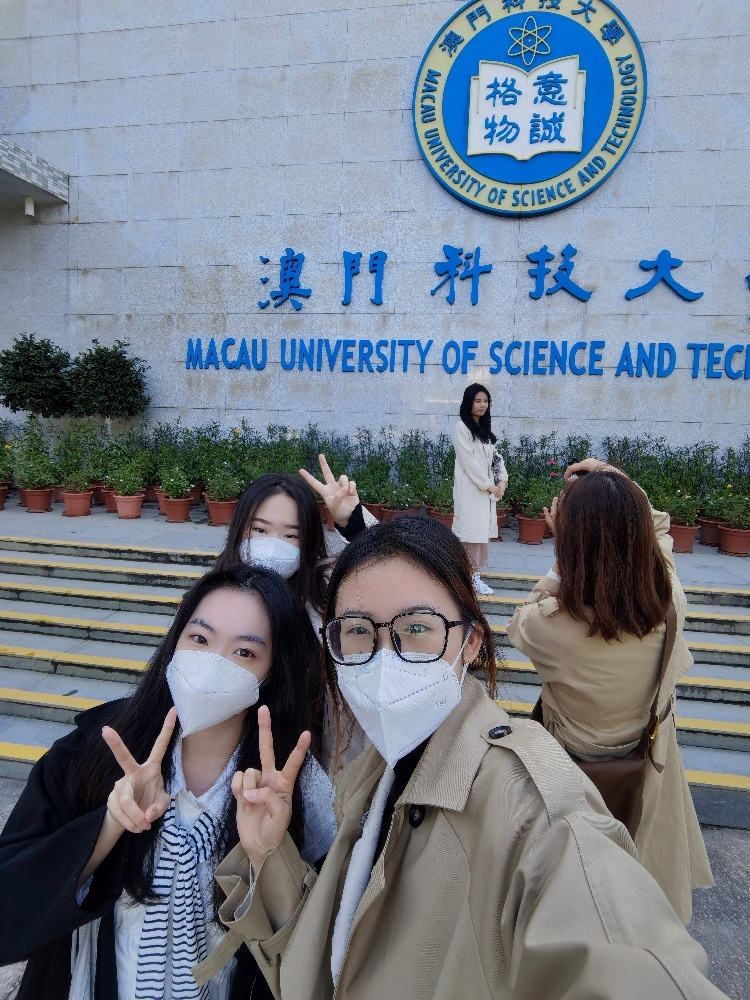 澳門科技大學
格意
物誠
MACAU UNIVERSITY OF SCIENCE AND TECHNOLOGY
澳門科技大
MACAU UNIVERSITY OF SCIENCE AND TECH